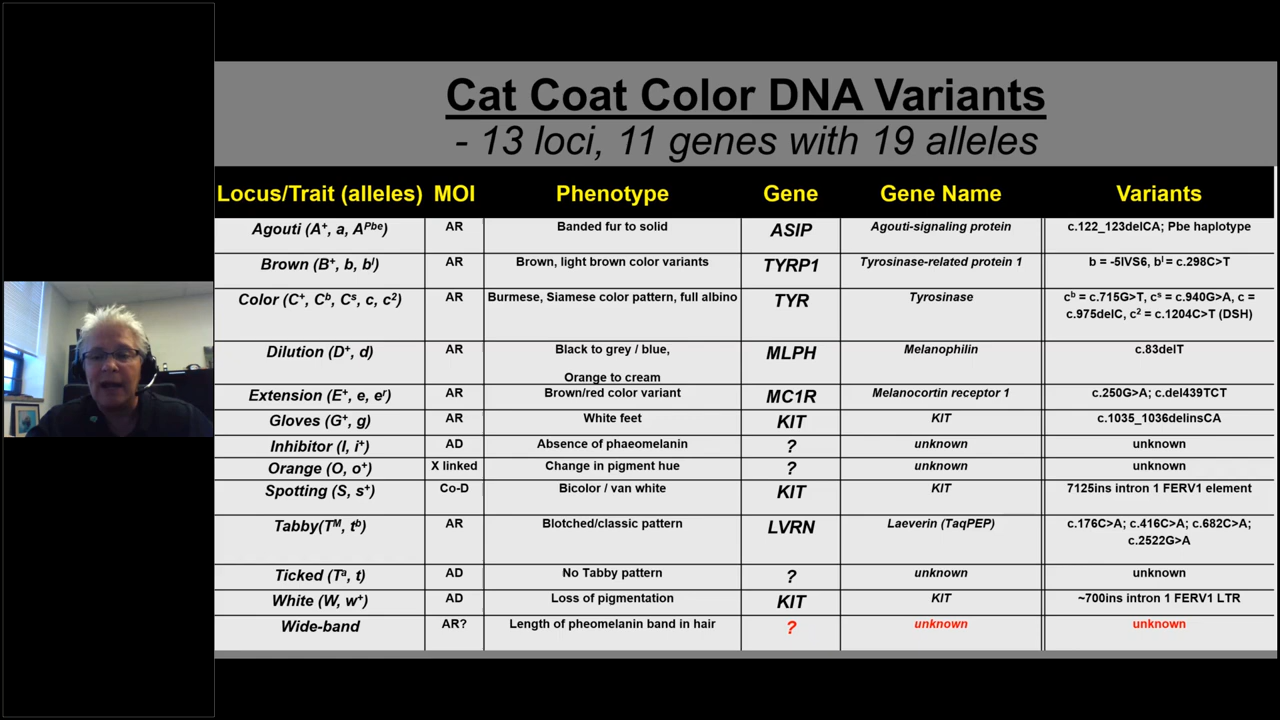 Cat Coat Color DNA Variants
- 13 loci, 11 genes with 19 alleles
Locus/Trait (alleles) MOI Phenotype Gene Gene Name Variants
Agouti (A⁺, a, Aᴾᵇᵉ) AR Banded fur to solid ASIP Agouti-signaling protein c.122_123delCA; Pbe haplotype
Brown (B⁺, b, bˡ) AR Brown, light brown color variants TYRP1 Tyrosinase-related protein 1 b = -5IVS6, bˡ = c.298C>T
Color (C⁺, Cᵇ, Cˢ, c, c²) AR Burmese, Siamese color pattern, full albino TYR Tyrosinase cᵇ = c.715G>T, cˢ = c.940G>A, c =
c.975delC, c² = c.1204C>T (DSH)
Dilution (D⁺, d) AR Black to grey / blue, MLPH Melanophilin c.83delT
Orange to cream
Extension (E⁺, e, eʳ) AR Brown/red color variant MC1R Melanocortin receptor 1 c.250G>A; c.del439TCT
Gloves (G⁺, g) AR White feet KIT KIT c.1035_1036delinsCA
Inhibitor (I, i⁺) AD Absence of phaeomelanin ? unknown unknown
Orange (O, o⁺) X linked Change in pigment hue ? unknown unknown
Spotting (S, s⁺) Co-D Bicolor / van white KIT KIT 7125ins intron 1 FERV1 element
Tabby(Tᴹ, tᵇ) AR Blotched/classic pattern LVRN Laeverin (TaqPEP) c.176C>A; c.416C>A; c.682C>A;
c.2522G>A
Ticked (Tᵃ, t) AD No Tabby pattern ? unknown unknown
White (W, w⁺) AD Loss of pigmentation KIT KIT ~700ins intron 1 FERV1 LTR
Wide-band AR? Length of pheomelanin band in hair ? unknown unknown